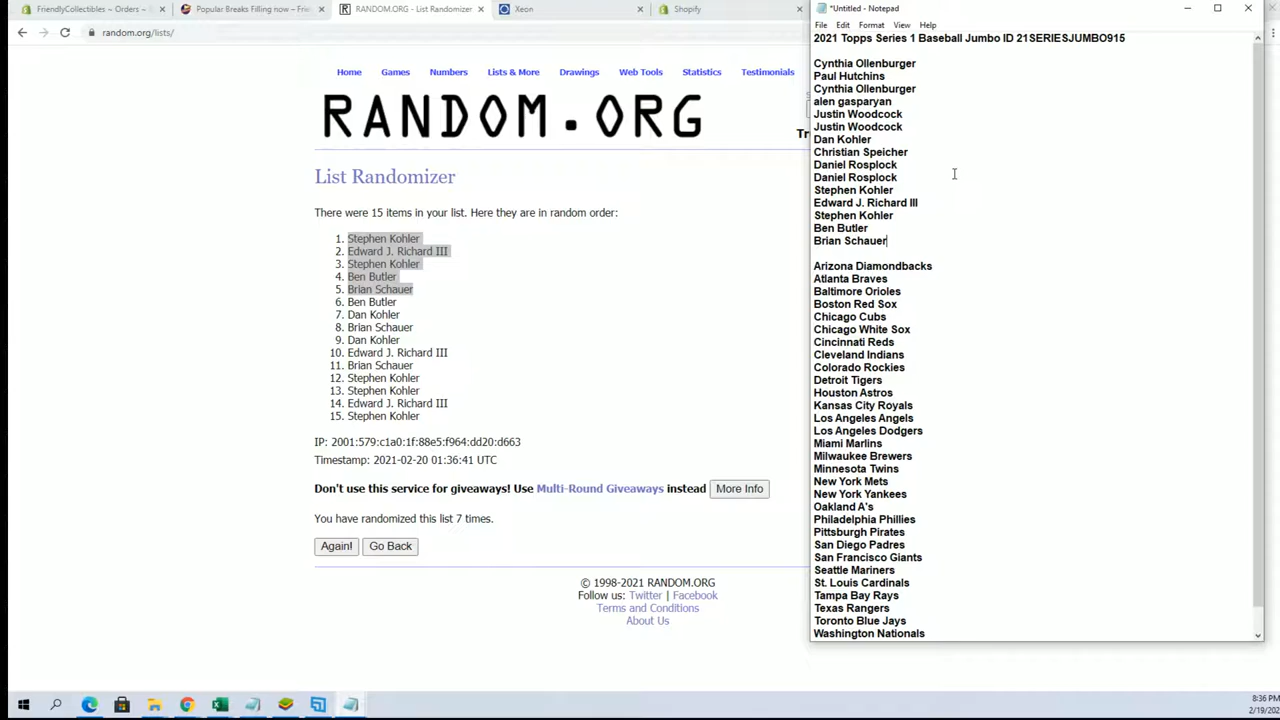 FriendlyCollectibles ~ Orders ~
Popular Breaks Filling now – Frie
RANDOM.ORG - List Randomizer
Xeon
Shopify
*Untitled - Notepad
random.org/lists/
File Edit Format View Help
Home Games Numbers Lists & More Drawings Web Tools Statistics Testimonials
RANDOM.ORG
List Randomizer
There were 15 items in your list. Here they are in random order:
1. Stephen Kohler
2. Edward J. Richard III
3. Stephen Kohler
4. Ben Butler
5. Brian Schauer
6. Ben Butler
7. Dan Kohler
8. Brian Schauer
9. Dan Kohler
10. Edward J. Richard III
11. Brian Schauer
12. Stephen Kohler
13. Stephen Kohler
14. Edward J. Richard III
15. Stephen Kohler
IP: 2001:579:c1a0:1f:88e5:f964:dd20:d663
Timestamp: 2021-02-20 01:36:41 UTC
Don't use this service for giveaways! Use Multi-Round Giveaways instead More Info
You have randomized this list 7 times.
Again! Go Back
© 1998-2021 RANDOM.ORG
Follow us: Twitter | Facebook
Terms and Conditions
About Us
2021 Topps Series 1 Baseball Jumbo ID 21SERIESJUMBO915
Cynthia Ollenburger
Paul Hutchins
Cynthia Ollenburger
alen gasparyan
Justin Woodcock
Justin Woodcock
Dan Kohler
Christian Speicher
Daniel Rosplock
Daniel Rosplock
Stephen Kohler
Edward J. Richard III
Stephen Kohler
Ben Butler
Brian Schauer
Arizona Diamondbacks
Atlanta Braves
Baltimore Orioles
Boston Red Sox
Chicago Cubs
Chicago White Sox
Cincinnati Reds
Cleveland Indians
Colorado Rockies
Detroit Tigers
Houston Astros
Kansas City Royals
Los Angeles Angels
Los Angeles Dodgers
Miami Marlins
Milwaukee Brewers
Minnesota Twins
New York Mets
New York Yankees
Oakland A's
Philadelphia Phillies
Pittsburgh Pirates
San Diego Padres
San Francisco Giants
Seattle Mariners
St. Louis Cardinals
Tampa Bay Rays
Texas Rangers
Toronto Blue Jays
Washington Nationals
8:36 PM
2/19/202